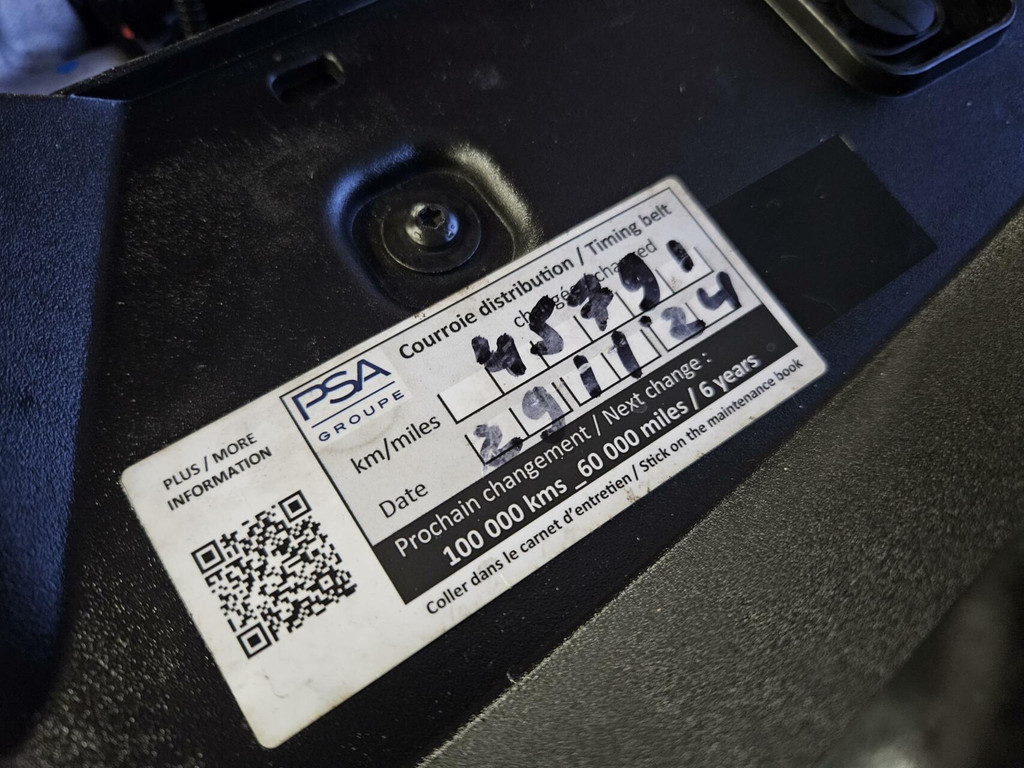 Courroie distribution / Timing belt
changée / changed
PSA
GROUPE
km/miles 45791
Date 29.11.24
Prochain changement / Next change :
100 000 kms _60 000 miles / 6 years
Coller dans le carnet d'entretien / Stick on the maintenance book
PLUS / MORE
INFORMATION